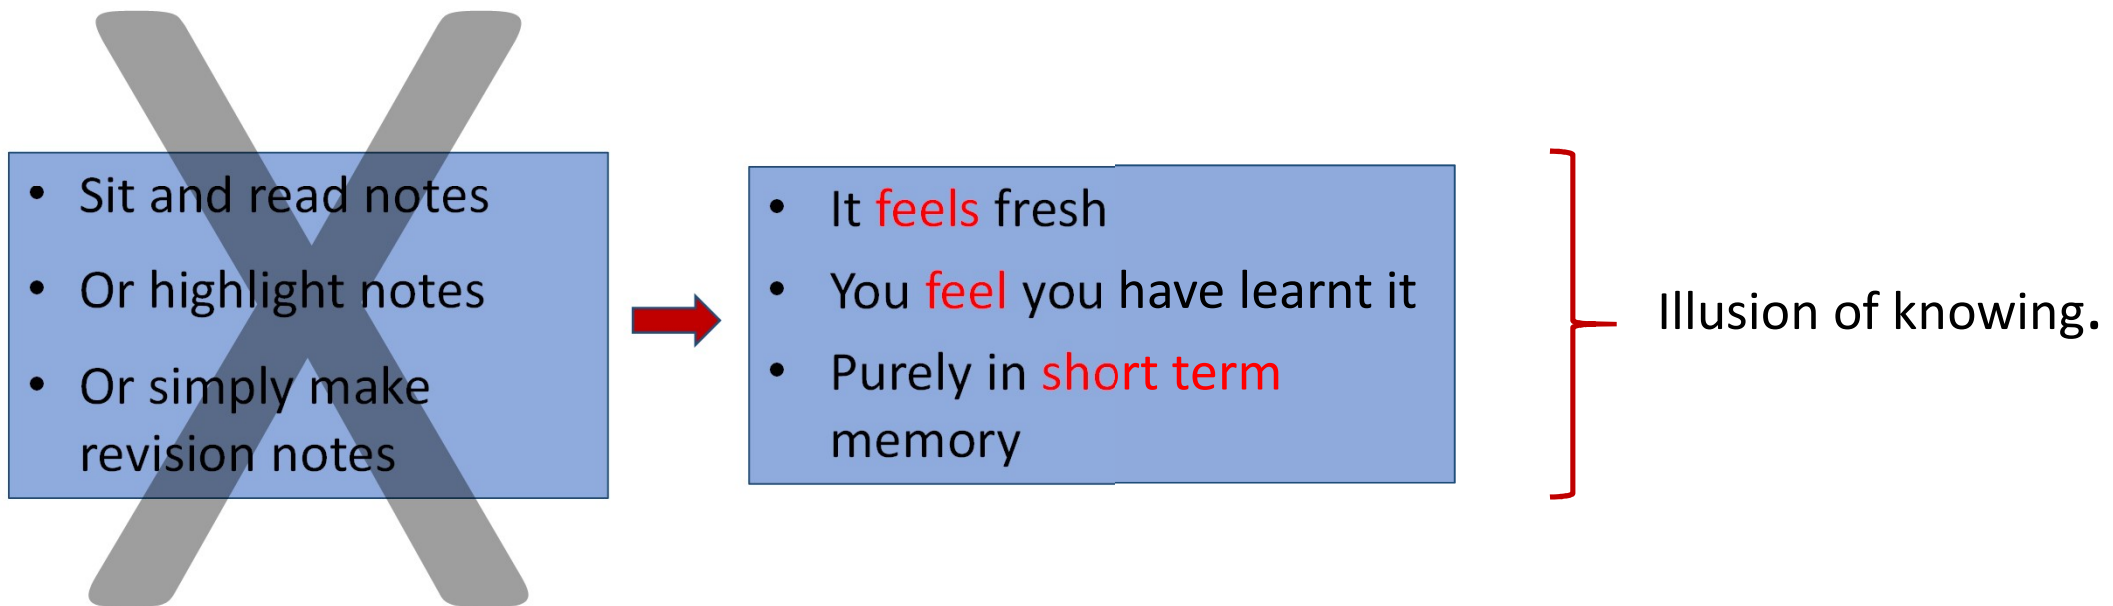 • Sit and read notes
• Or highlight notes
• Or simply make
revision notes
• It feels fresh
• You feel you have learnt it
• Purely in short term
memory
Illusion of knowing.